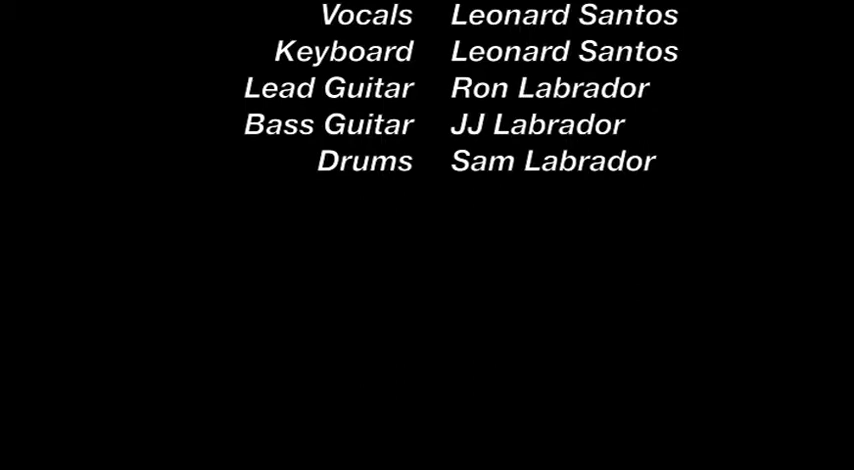 Vocals Leonard Santos
Keyboard Leonard Santos
Lead Guitar Ron Labrador
Bass Guitar JJ Labrador
Drums Sam Labrador